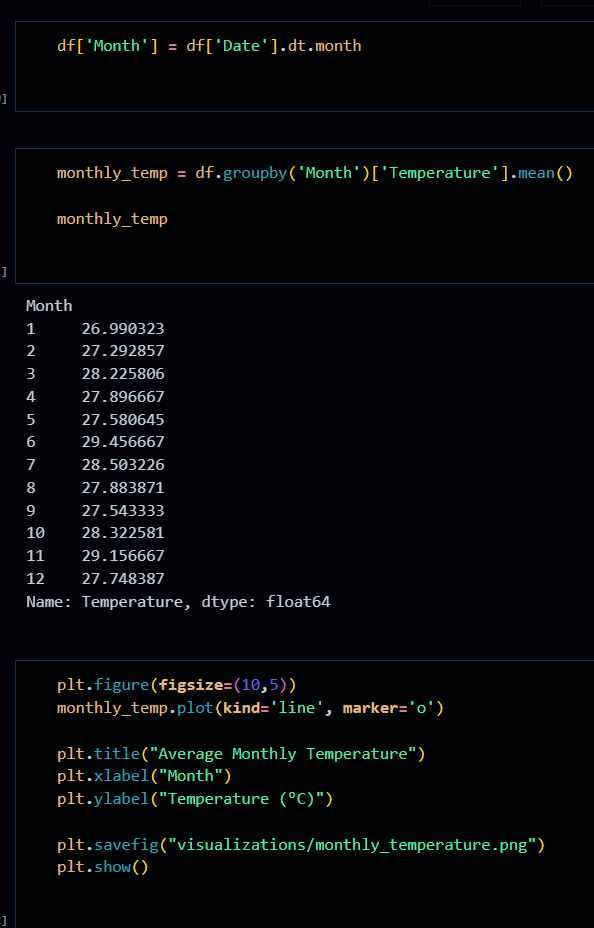 df['Month'] = df['Date'].dt.month
monthly_temp = df.groupby('Month')['Temperature'].mean()
monthly_temp
Month
1     26.990323
2     27.292857
3     28.225806
4     27.896667
5     27.580645
6     29.456667
7     28.503226
8     27.883871
9     27.543333
10    28.322581
11    29.156667
12    27.748387
Name: Temperature, dtype: float64
plt.figure(figsize=(10,5))
monthly_temp.plot(kind='line', marker='o')
plt.title("Average Monthly Temperature")
plt.xlabel("Month")
plt.ylabel("Temperature (°C)")
plt.savefig("visualizations/monthly_temperature.png")
plt.show()